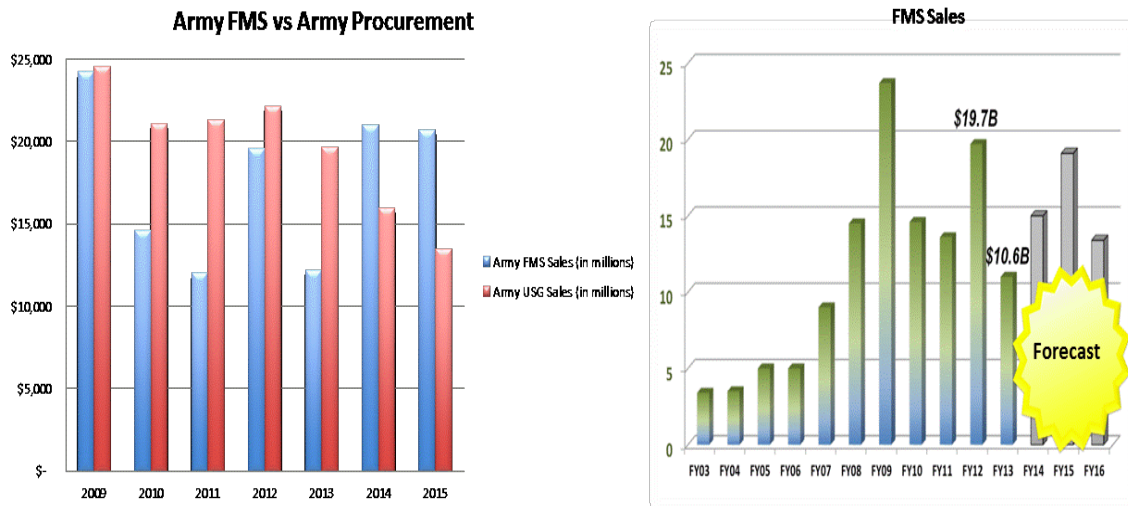 Army FMS vs Army Procurement
$25,000
$20,000
$15,000
$10,000
$5,000
$-
2009 2010 2011 2012 2013 2014 2015
Army FMS Sales (in millions)
Army USG Sales (in millions)
FMS Sales
25
20
15
10
5
0
$19.7B
$10.6B
Forecast
FY03 FY04 FY05 FY06 FY07 FY08 FY09 FY10 FY11 FY12 FY13 FY14 FY15 FY16